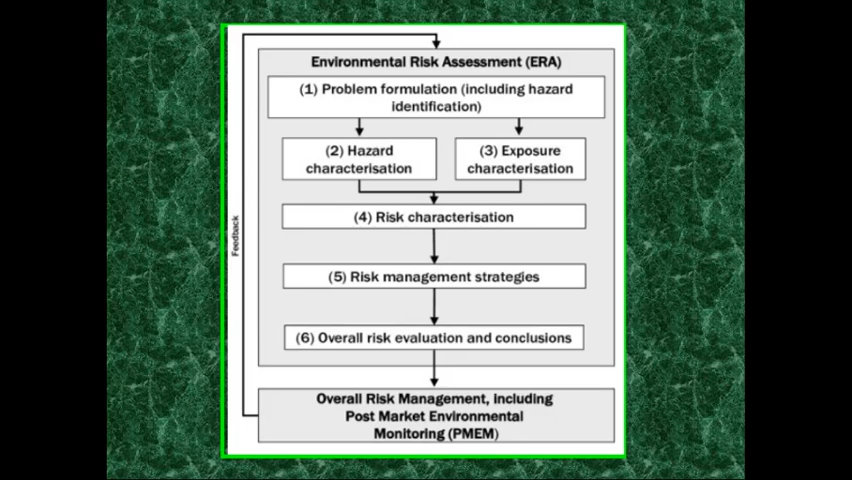 Environmental Risk Assessment (ERA)
(1) Problem formulation (including hazard
identification)
(2) Hazard
characterisation
(3) Exposure
characterisation
(4) Risk characterisation
(5) Risk management strategies
(6) Overall risk evaluation and conclusions
Overall Risk Management, including
Post Market Environmental
Monitoring (PMEM)
Feedback